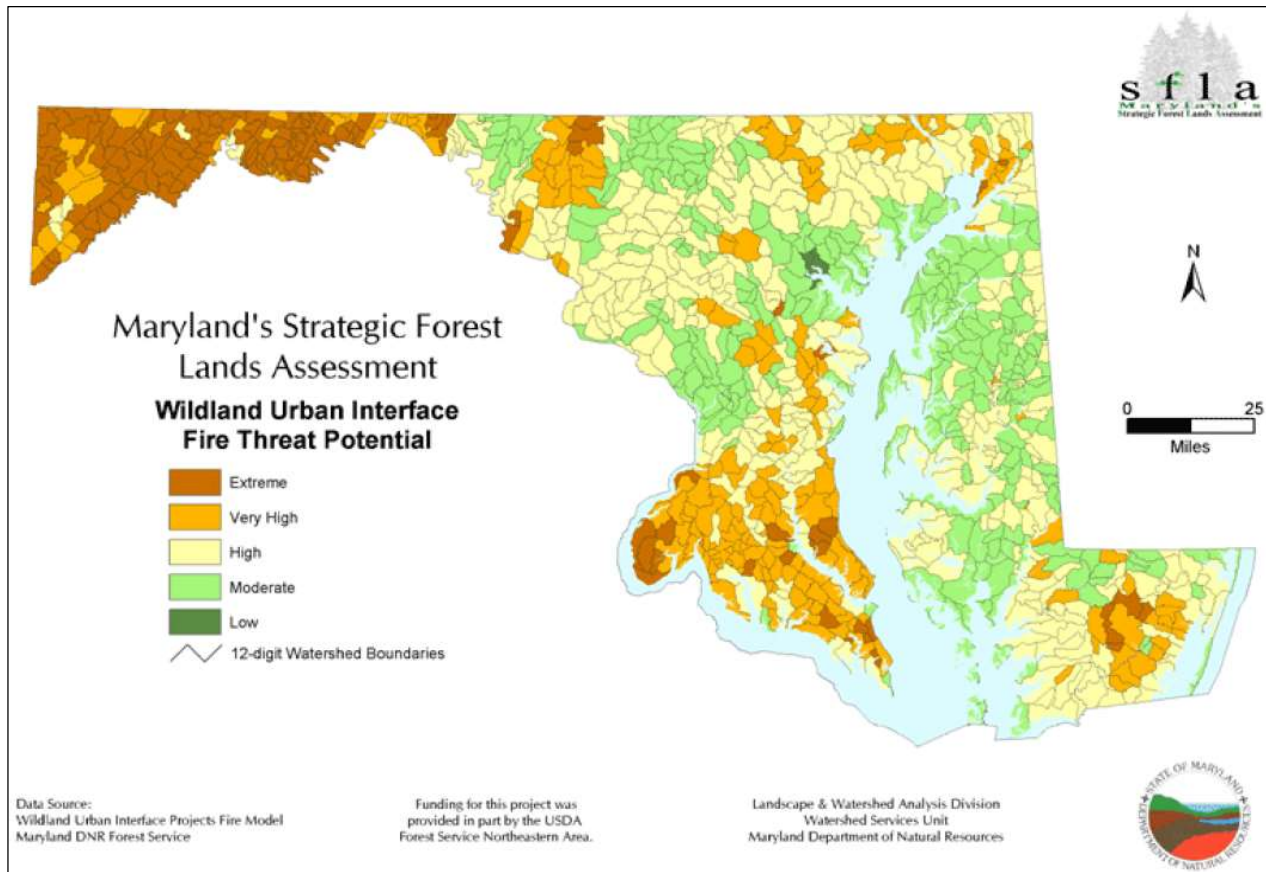 sfla
Maryland's
Strategic Forest Lands Assessment
Maryland's Strategic Forest
Lands Assessment
Wildland Urban Interface
Fire Threat Potential
Extreme
Very High
High
Moderate
Low
12-digit Watershed Boundaries
N
0 25
Miles
Data Source:
Wildland Urban Interface Projects Fire Model
Maryland DNR Forest Service
Funding for this project was
provided in part by the USDA
Forest Service Northeastern Area.
Landscape & Watershed Analysis Division
Watershed Services Unit
Maryland Department of Natural Resources
STATE OF MARYLAND
DEPARTMENT OF NATURAL RESOURCES